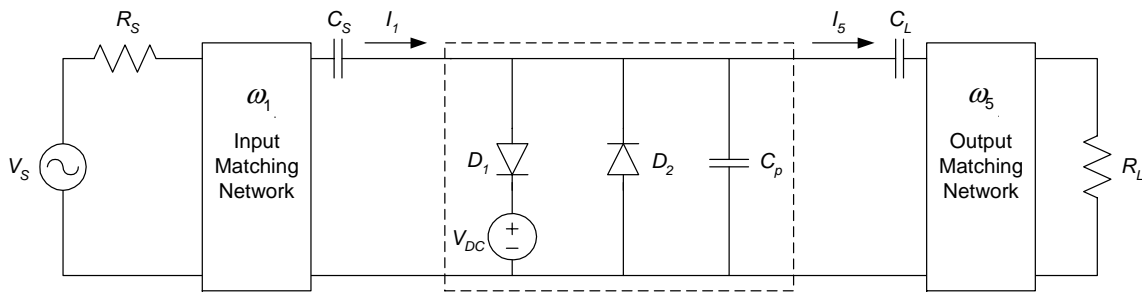 R_S
C_S
I_1
I_5
C_L
V_S
ω_1
Input
Matching
Network
D_1
V_DC
+
−
D_2
C_p
ω_5
Output
Matching
Network
R_L